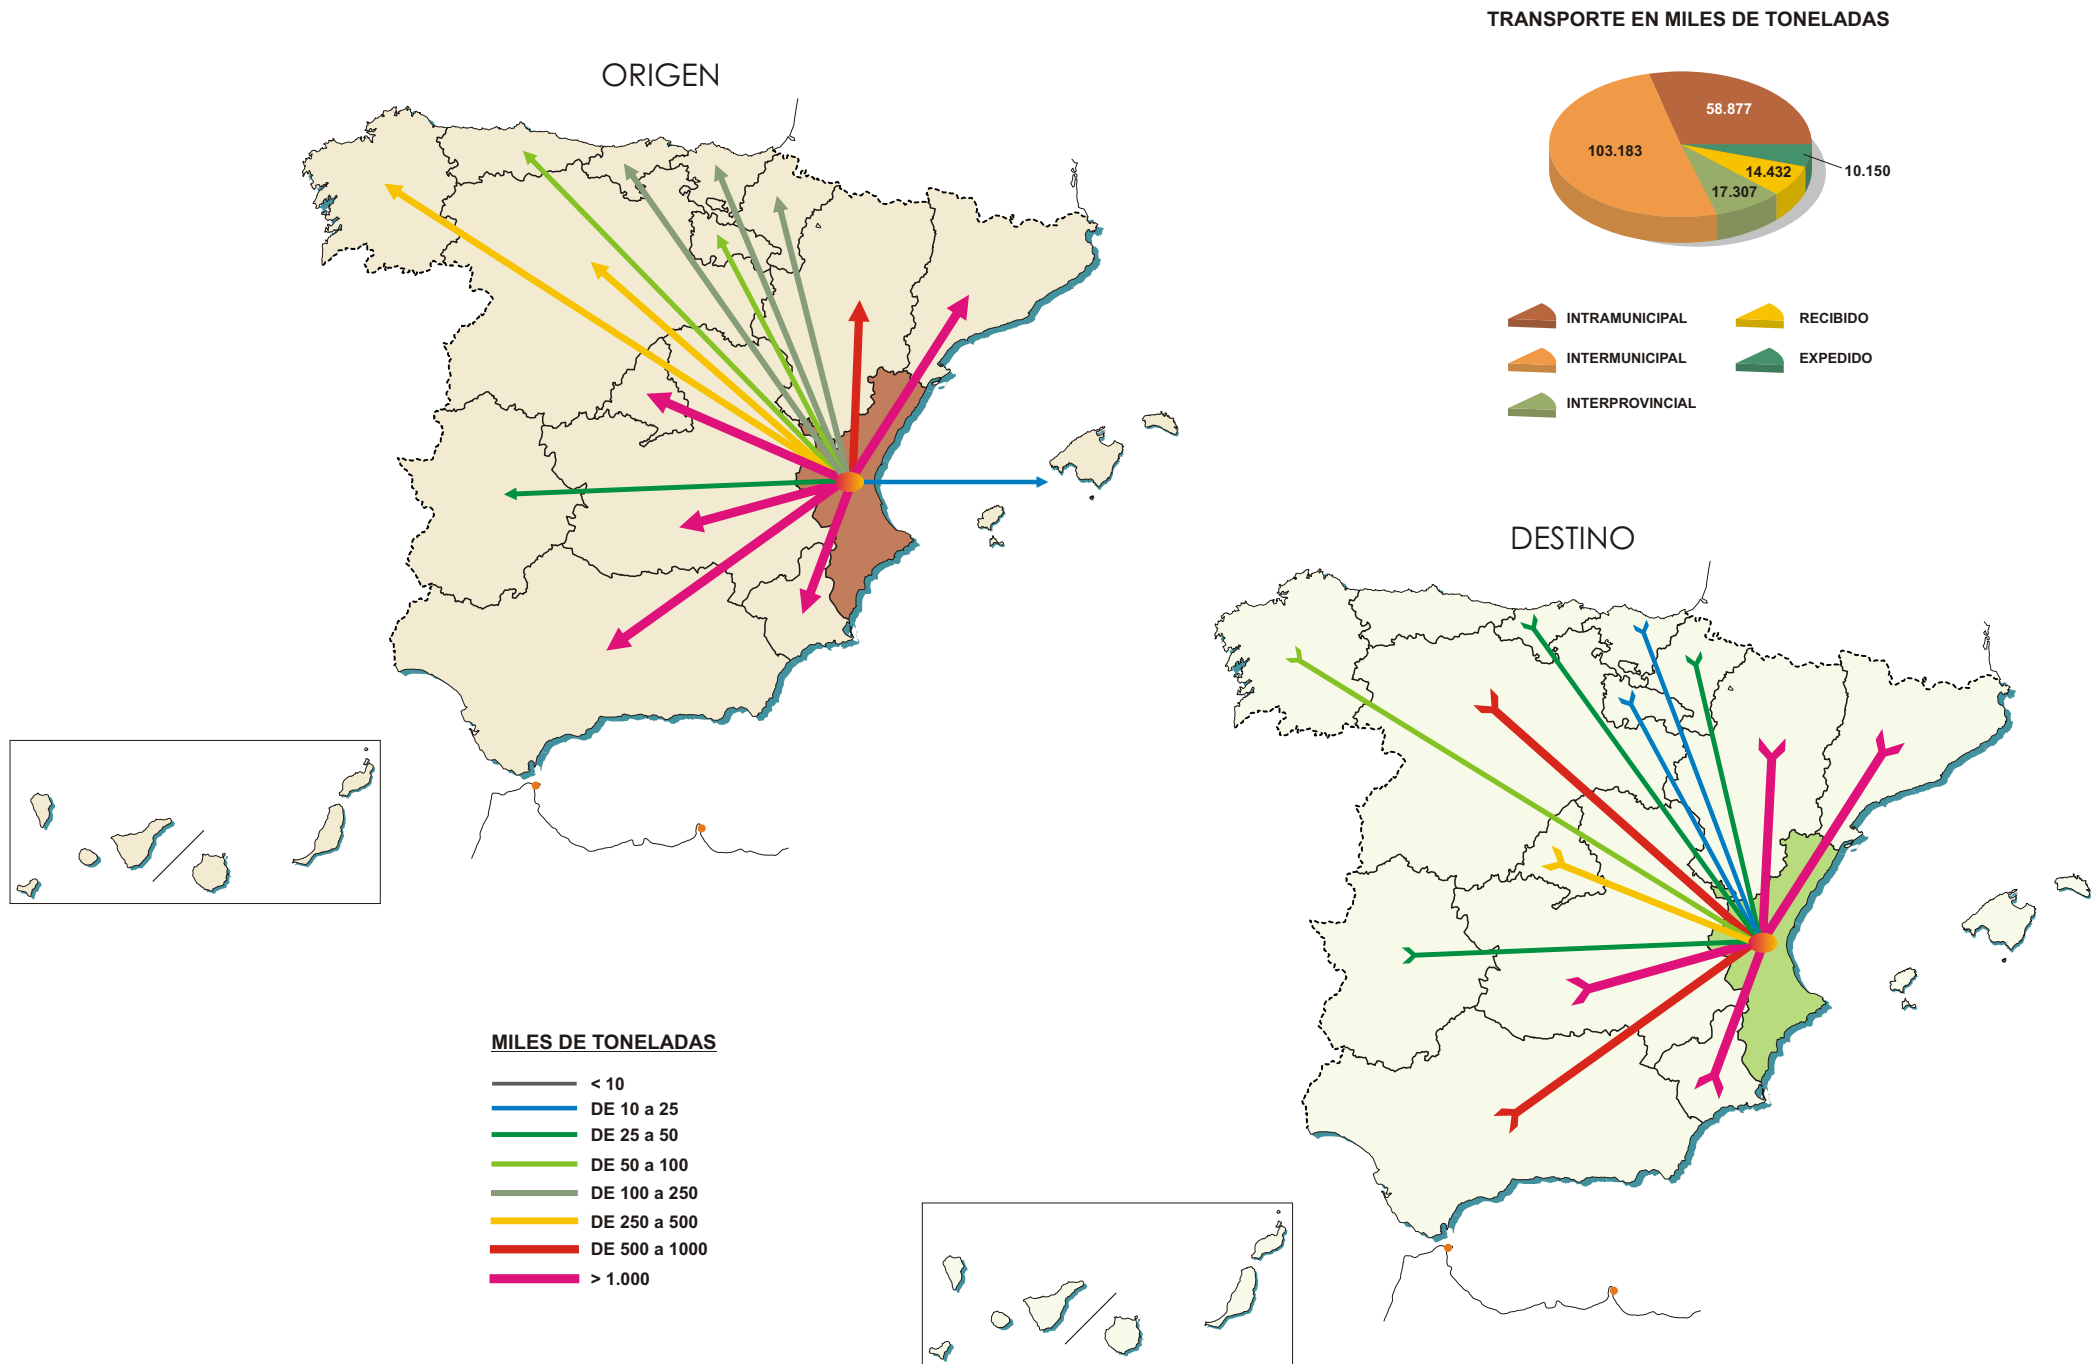 TRANSPORTE EN MILES DE TONELADAS
ORIGEN
58.877
103.183
14.432
10.150
17.307
INTRAMUNICIPAL
RECIBIDO
INTERMUNICIPAL
EXPEDIDO
INTERPROVINCIAL
DESTINO
MILES DE TONELADAS
< 10
DE 10 a 25
DE 25 a 50
DE 50 a 100
DE 100 a 250
DE 250 a 500
DE 500 a 1000
> 1.000